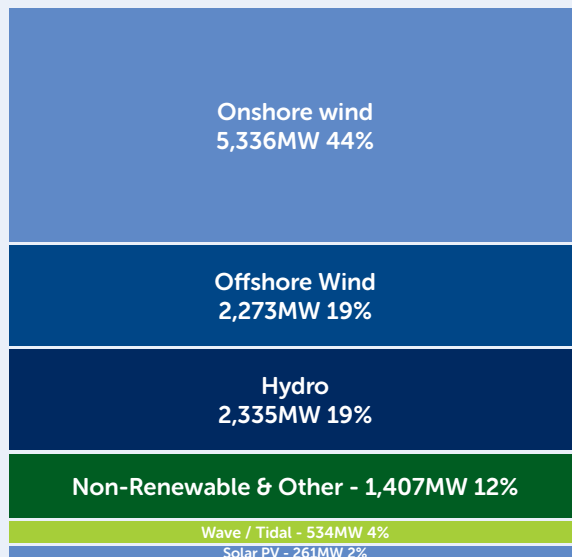 Onshore wind
5,336MW 44%
Offshore Wind
2,273MW 19%
Hydro
2,335MW 19%
Non-Renewable & Other - 1,407MW 12%
Wave / Tidal - 534MW 4%
Solar PV - 261MW 2%